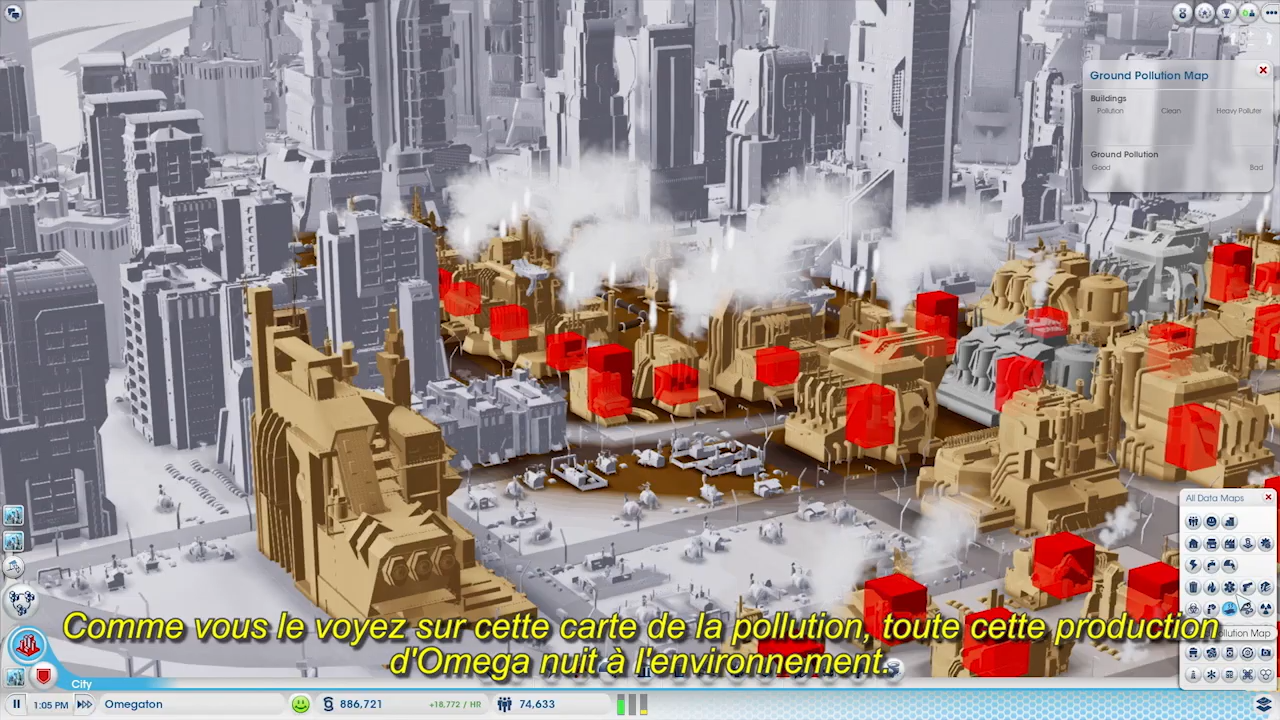 Ground Pollution Map
Buildings
Pollution Clean Heavy Polluter
Ground Pollution
Good Bad
All Data Maps
ollution Map
Comme vous le voyez sur cette carte de la pollution, toute cette production
d'Omega nuit à l'environnement.
City
1:05 PM Omegaton 886,721 +18,772 / HR 74,633